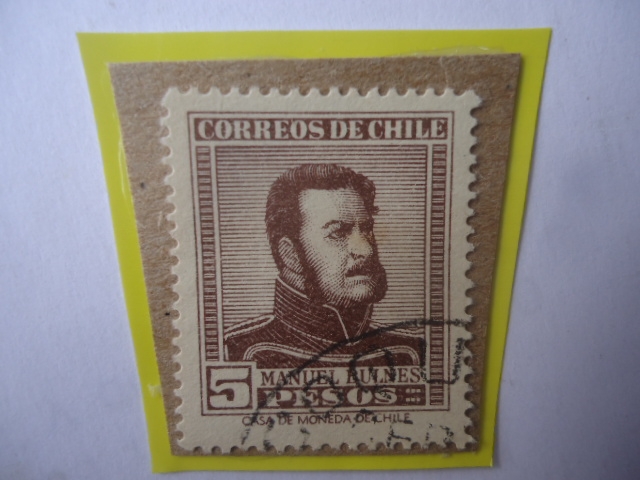 CORREOS DE CHILE
5 MANUEL BULNES
PESOS
CASA DE MONEDA DE CHILE